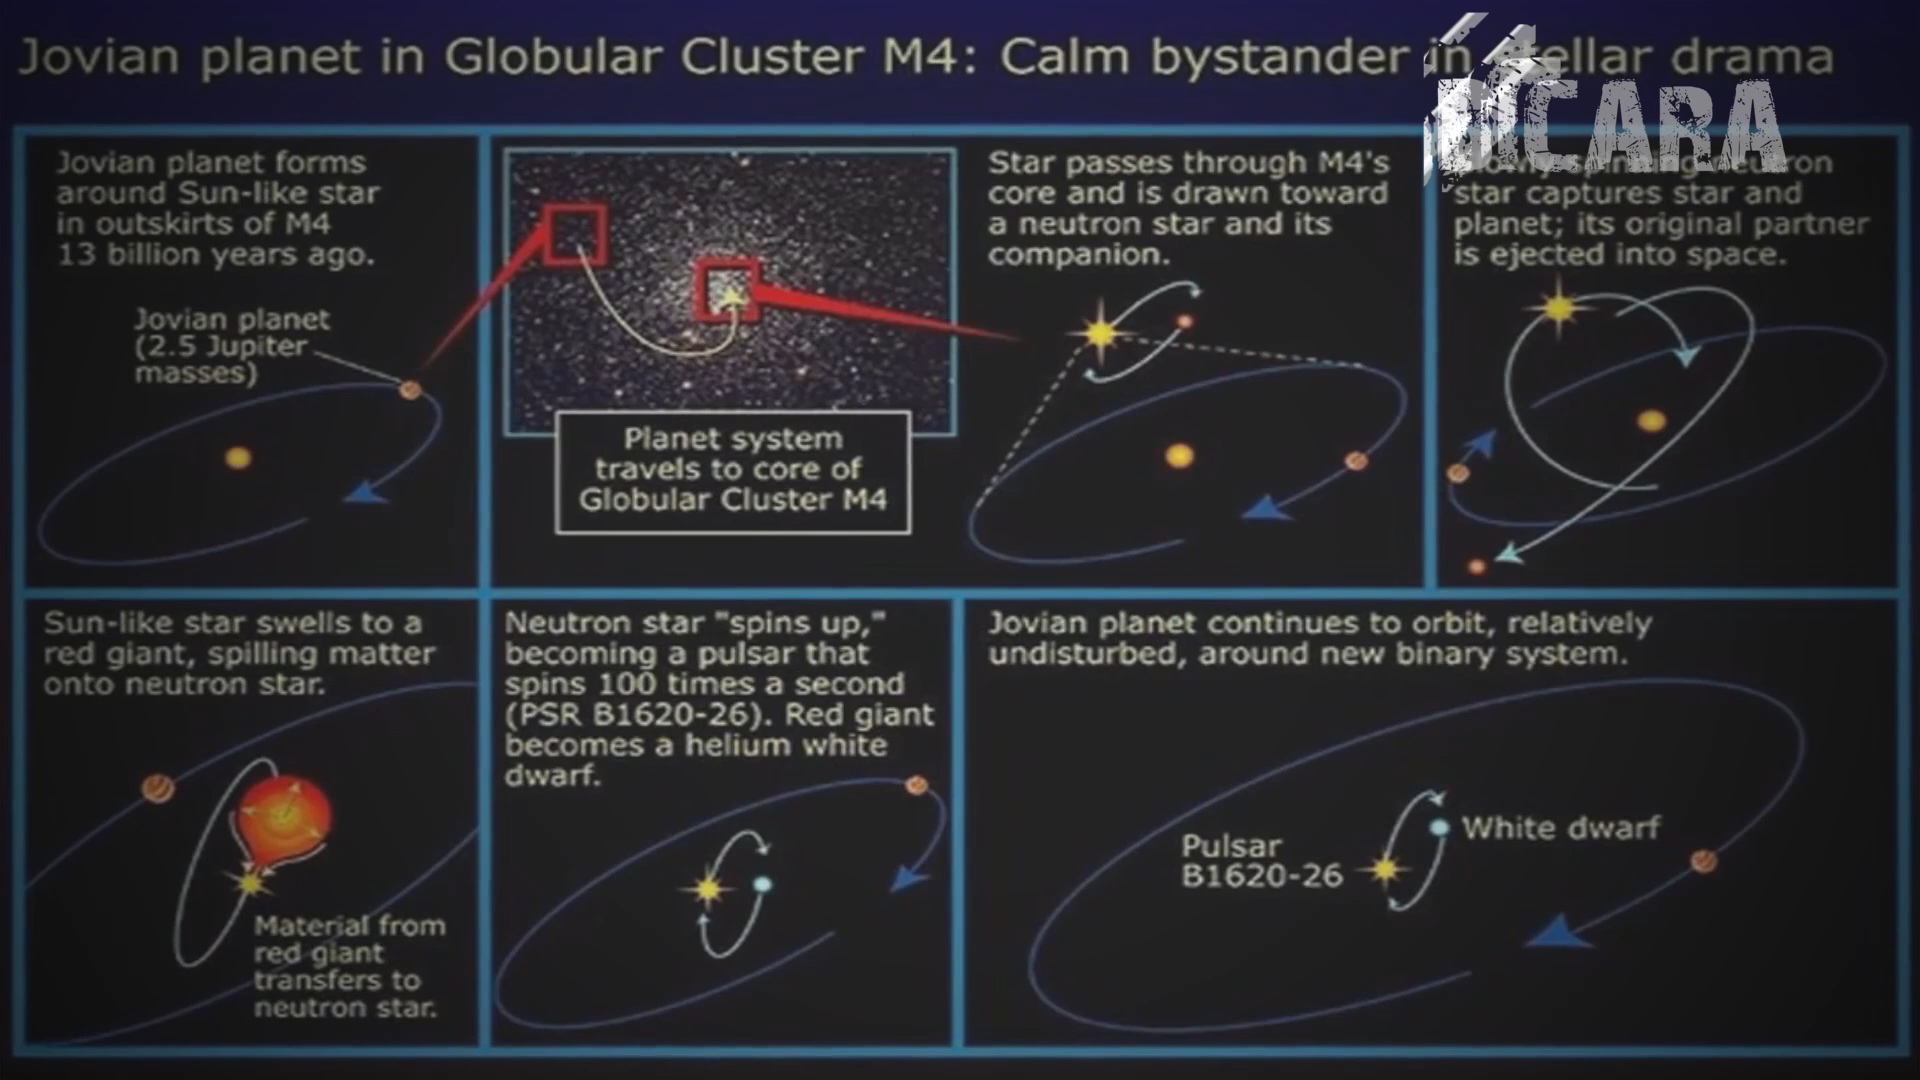 Jovian planet in Globular Cluster M4: Calm bystander in stellar drama
Jovian planet forms
around Sun-like star
in outskirts of M4
13 billion years ago.
Jovian planet
(2.5 Jupiter
masses)
Planet system
travels to core of
Globular Cluster M4
Star passes through M4's
core and is drawn toward
a neutron star and its
companion.
Slowly spinning neutron
star captures star and
planet; its original partner
is ejected into space.
Sun-like star swells to a
red giant, spilling matter
onto neutron star.
Material from
red giant
transfers to
neutron star.
Neutron star "spins up,"
becoming a pulsar that
spins 100 times a second
(PSR B1620-26). Red giant
becomes a helium white
dwarf.
Jovian planet continues to orbit, relatively
undisturbed, around new binary system.
Pulsar
B1620-26
White dwarf